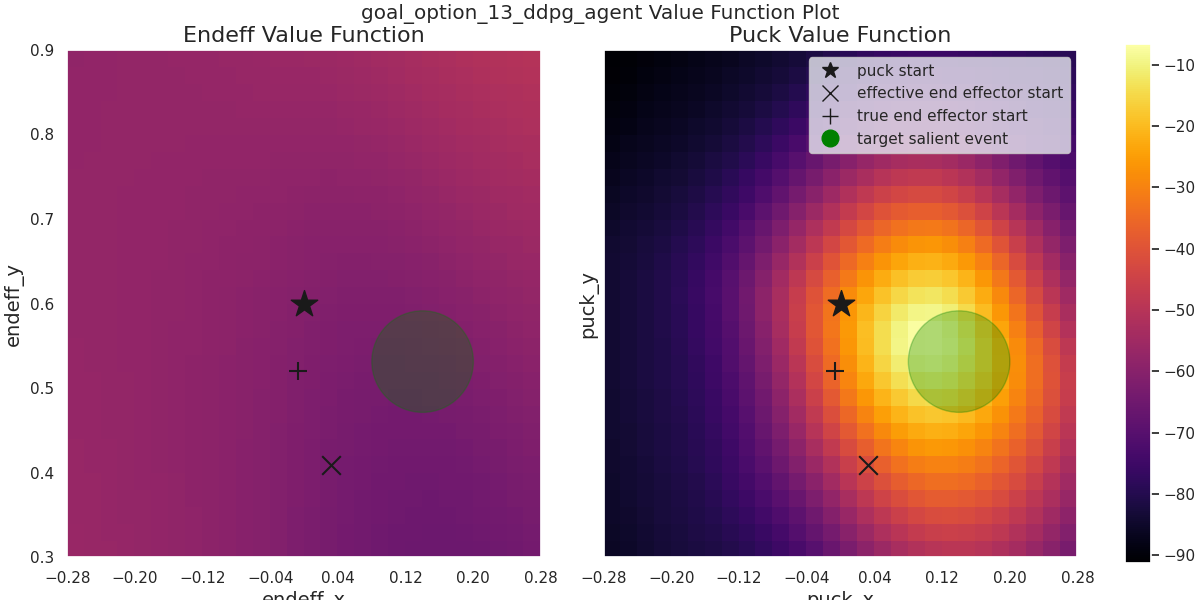 goal_option_13_ddpg_agent Value Function Plot
Endeff Value Function
Puck Value Function
endeff_y
0.9
0.8
0.7
0.6
0.5
0.4
0.3
−0.28 −0.20 −0.12 −0.04 0.04 0.12 0.20 0.28
endeff_x
puck_y
puck start
effective end effector start
true end effector start
target salient event
−0.28 −0.20 −0.12 −0.04 0.04 0.12 0.20 0.28
puck_x
−10
−20
−30
−40
−50
−60
−70
−80
−90